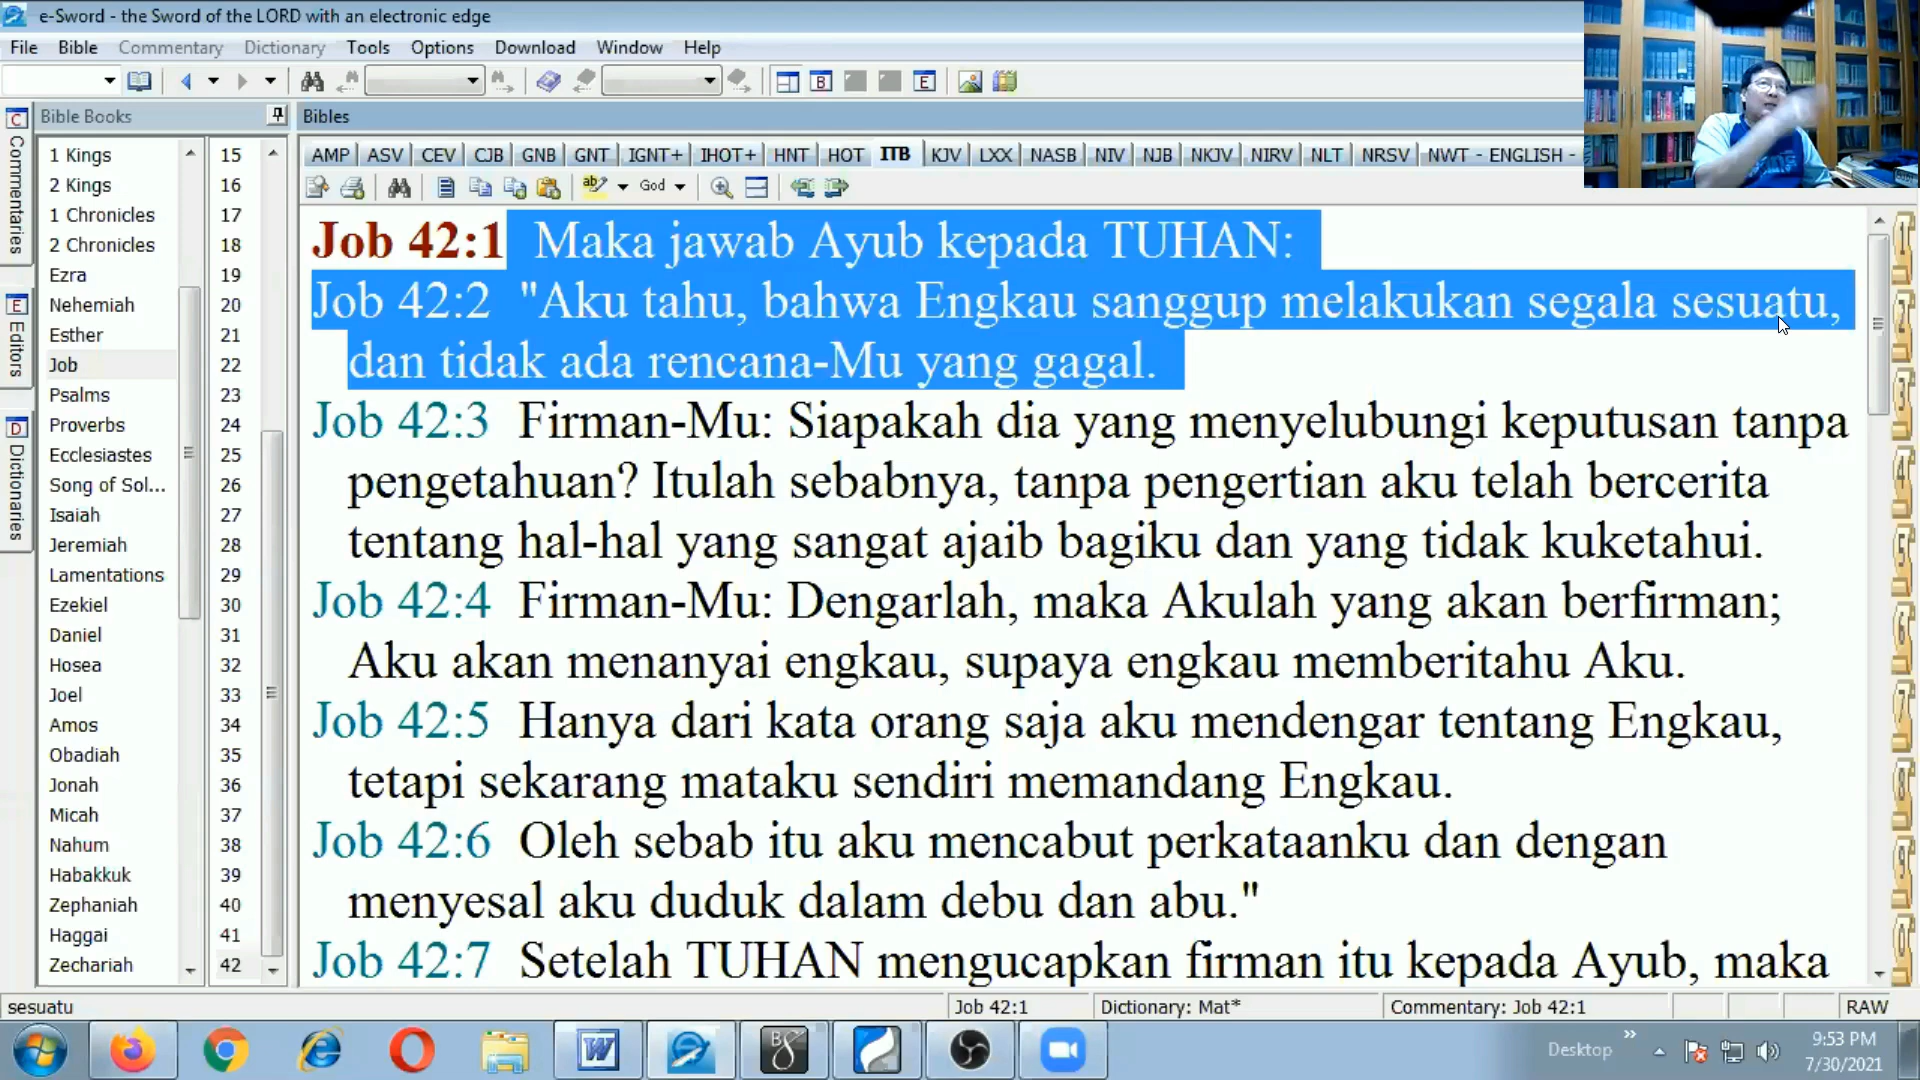 e-Sword - the Sword of the LORD with an electronic edge
File Bible Commentary Dictionary Tools Options Download Window Help
Bible Books
Bibles
AMP ASV CEV CJB GNB GNT IGNT+ IHOT+ HNT HOT ITB KJV LXX NASB NIV NJB NKJV NIRV NLT NRSV NWT - ENGLISH -
God
Commentaries
Editors
Dictionaries
1 Kings 15
2 Kings 16
1 Chronicles 17
2 Chronicles 18
Ezra 19
Nehemiah 20
Esther 21
Job 22
Psalms 23
Proverbs 24
Ecclesiastes 25
Song of Sol... 26
Isaiah 27
Jeremiah 28
Lamentations 29
Ezekiel 30
Daniel 31
Hosea 32
Joel 33
Amos 34
Obadiah 35
Jonah 36
Micah 37
Nahum 38
Habakkuk 39
Zephaniah 40
Haggai 41
Zechariah 42
Job 42:1 Maka jawab Ayub kepada TUHAN:
Job 42:2 "Aku tahu, bahwa Engkau sanggup melakukan segala sesuatu,
dan tidak ada rencana-Mu yang gagal.
Job 42:3 Firman-Mu: Siapakah dia yang menyelubungi keputusan tanpa
pengetahuan? Itulah sebabnya, tanpa pengertian aku telah bercerita
tentang hal-hal yang sangat ajaib bagiku dan yang tidak kuketahui.
Job 42:4 Firman-Mu: Dengarlah, maka Akulah yang akan berfirman;
Aku akan menanyai engkau, supaya engkau memberitahu Aku.
Job 42:5 Hanya dari kata orang saja aku mendengar tentang Engkau,
tetapi sekarang mataku sendiri memandang Engkau.
Job 42:6 Oleh sebab itu aku mencabut perkataanku dan dengan
menyesal aku duduk dalam debu dan abu."
Job 42:7 Setelah TUHAN mengucapkan firman itu kepada Ayub, maka
sesuatu
Job 42:1
Dictionary: Mat*
Commentary: Job 42:1
RAW
Desktop
9:53 PM
7/30/2021